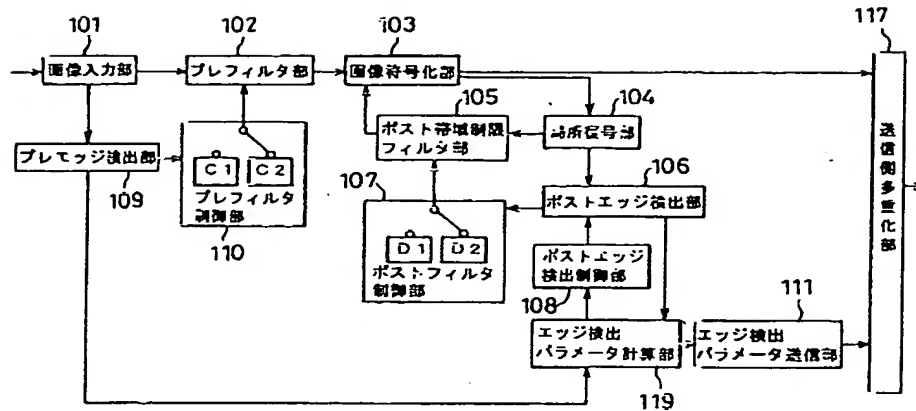 101
102
103
117
画像入力部
プレフィルタ部
画像符号化部
105
104
ポスト帯域制限
フィルタ部
局所復号部
プレエッジ検出部
109
C1
C2
プレフィルタ
制御部
110
107
106
ポストエッジ検出部
D1
D2
ポストフィルタ
制御部
ポストエッジ
検出制御部
108
111
エッジ検出
パラメータ計算部
エッジ検出
パラメータ送信部
119
送信側多重化部